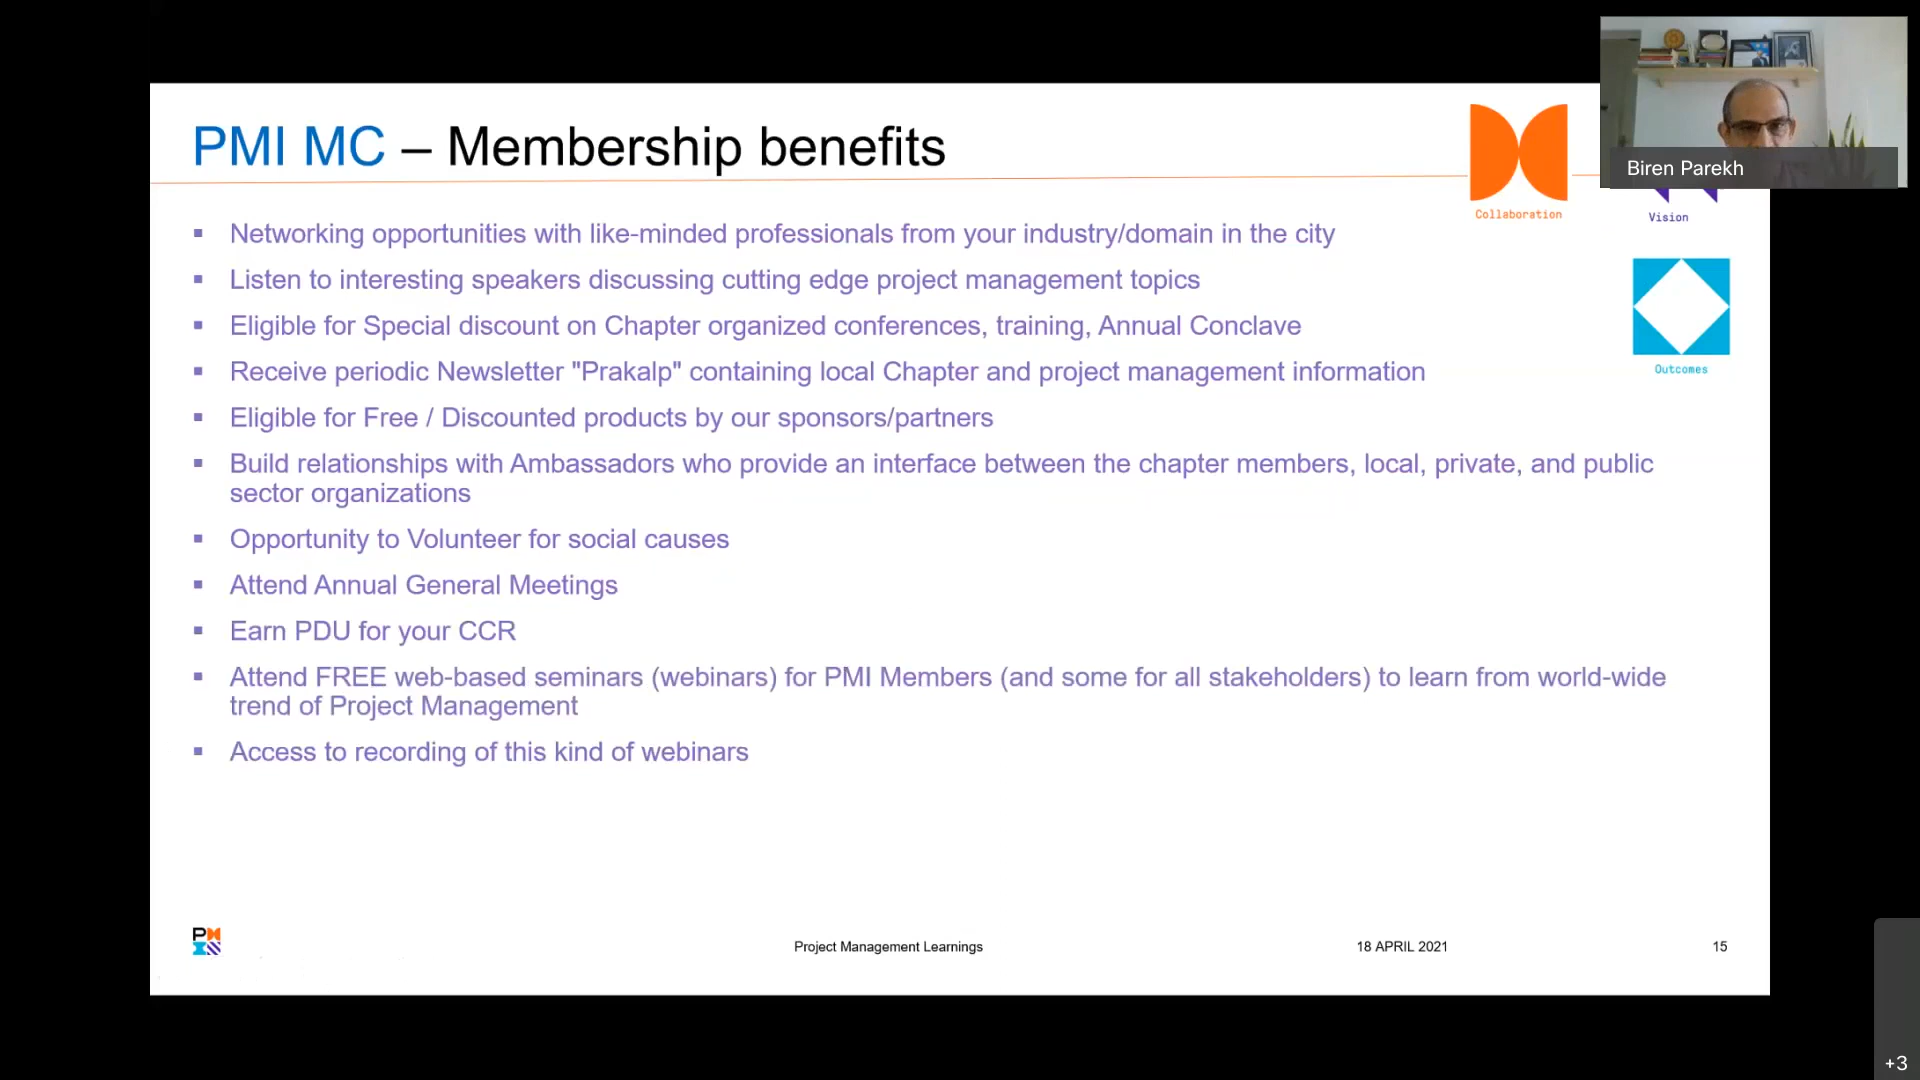 PMI MC – Membership benefits
Biren Parekh
Collaboration
Vision
Outcomes
▪ Networking opportunities with like-minded professionals from your industry/domain in the city
▪ Listen to interesting speakers discussing cutting edge project management topics
▪ Eligible for Special discount on Chapter organized conferences, training, Annual Conclave
▪ Receive periodic Newsletter "Prakalp" containing local Chapter and project management information
▪ Eligible for Free / Discounted products by our sponsors/partners
▪ Build relationships with Ambassadors who provide an interface between the chapter members, local, private, and public
sector organizations
▪ Opportunity to Volunteer for social causes
▪ Attend Annual General Meetings
▪ Earn PDU for your CCR
▪ Attend FREE web-based seminars (webinars) for PMI Members (and some for all stakeholders) to learn from world-wide
trend of Project Management
▪ Access to recording of this kind of webinars
Project Management Learnings
18 APRIL 2021
15
+3